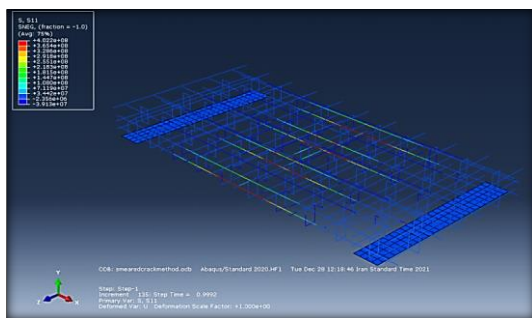 S, S11
SNEG, (fraction = -1.0)
(Avg: 75%)
+4.022e+08
+3.654e+08
+3.286e+08
+2.918e+08
+2.551e+08
+2.183e+08
+1.815e+08
+1.447e+08
+1.080e+08
+7.119e+07
+3.442e+07
-2.356e+06
-3.913e+07
ODB: smearedcrackmethod.odb Abaqus/Standard 2020.HF1 Tue Dec 28 12:18:46 Iran Standard Time 2021
Step: Step-1
Increment 135: Step Time = 0.9992
Primary Var: S, S11
Deformed Var: U Deformation Scale Factor: +1.000e+00
Y
Z
X